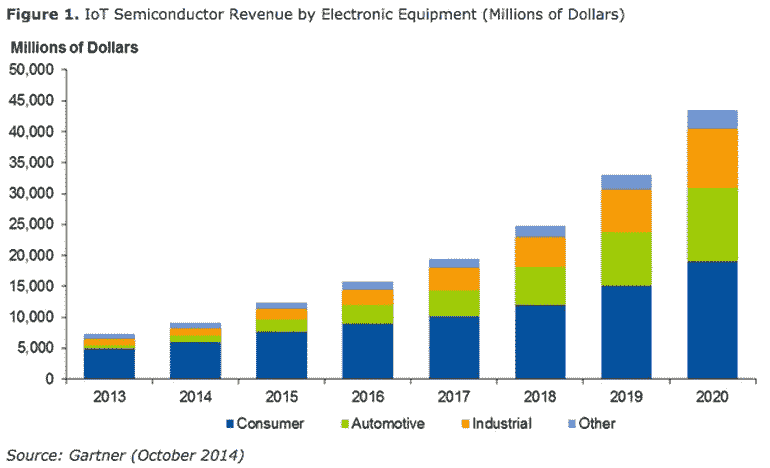 Figure 1. IoT Semiconductor Revenue by Electronic Equipment (Millions of Dollars)
Millions of Dollars
50,000
45,000
40,000
35,000
30,000
25,000
20,000
15,000
10,000
5,000
0
2013 2014 2015 2016 2017 2018 2019 2020
Consumer Automotive Industrial Other
Source: Gartner (October 2014)